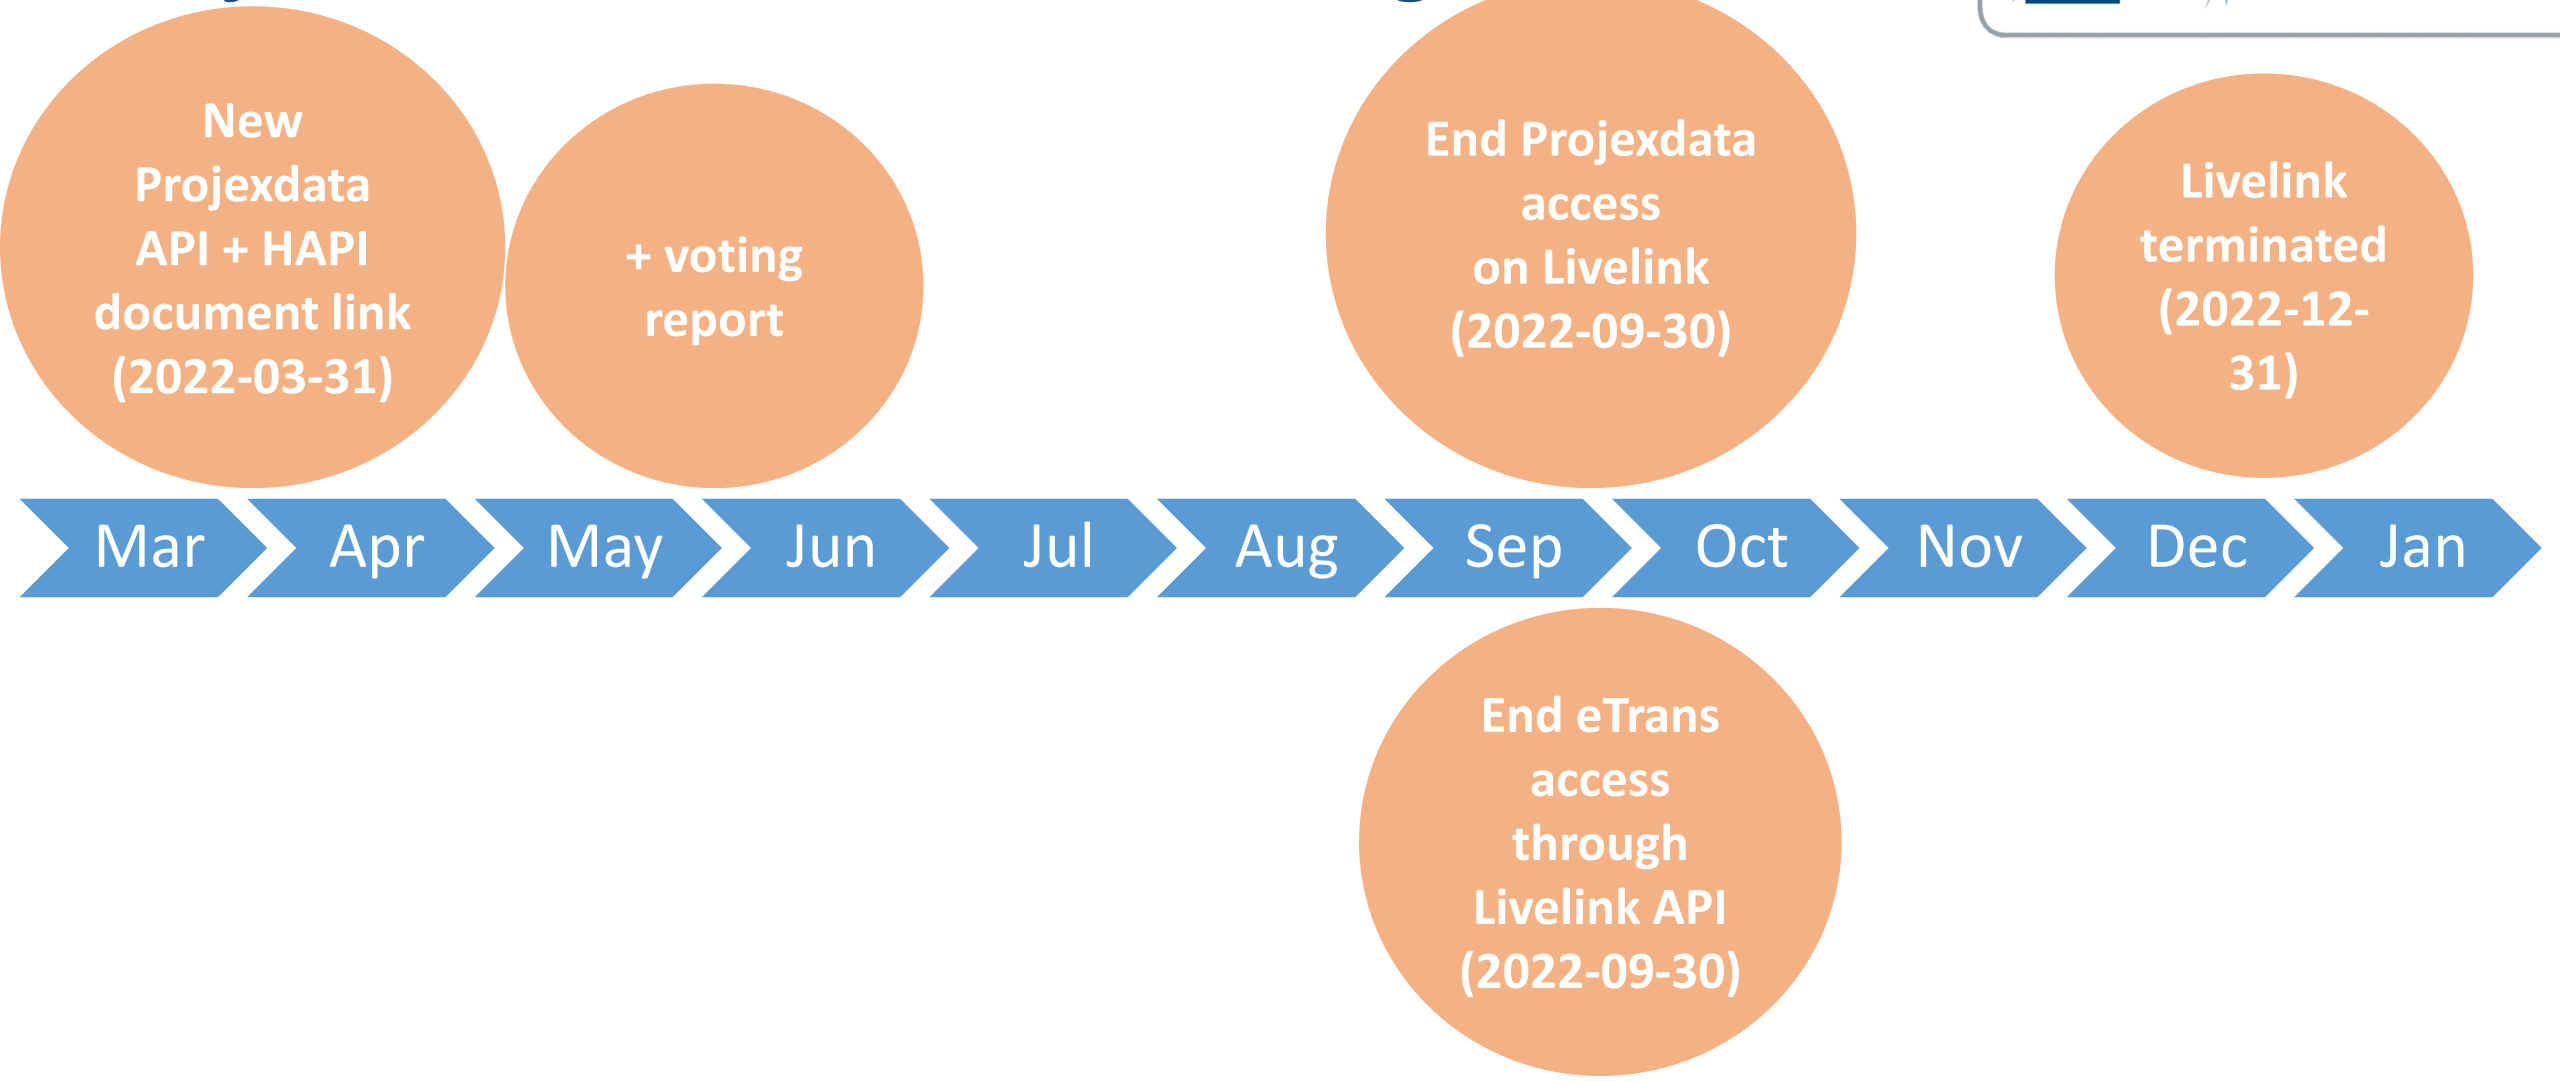 New
Projexdata
API + HAPI
document link
(2022-03-31)
+ voting
report
End Projexdata
access
on Livelink
(2022-09-30)
Livelink
terminated
(2022-12-
31)
Mar
Apr
May
Jun
Jul
Aug
Sep
Oct
Nov
Dec
Jan
End eTrans
access
through
Livelink API
(2022-09-30)